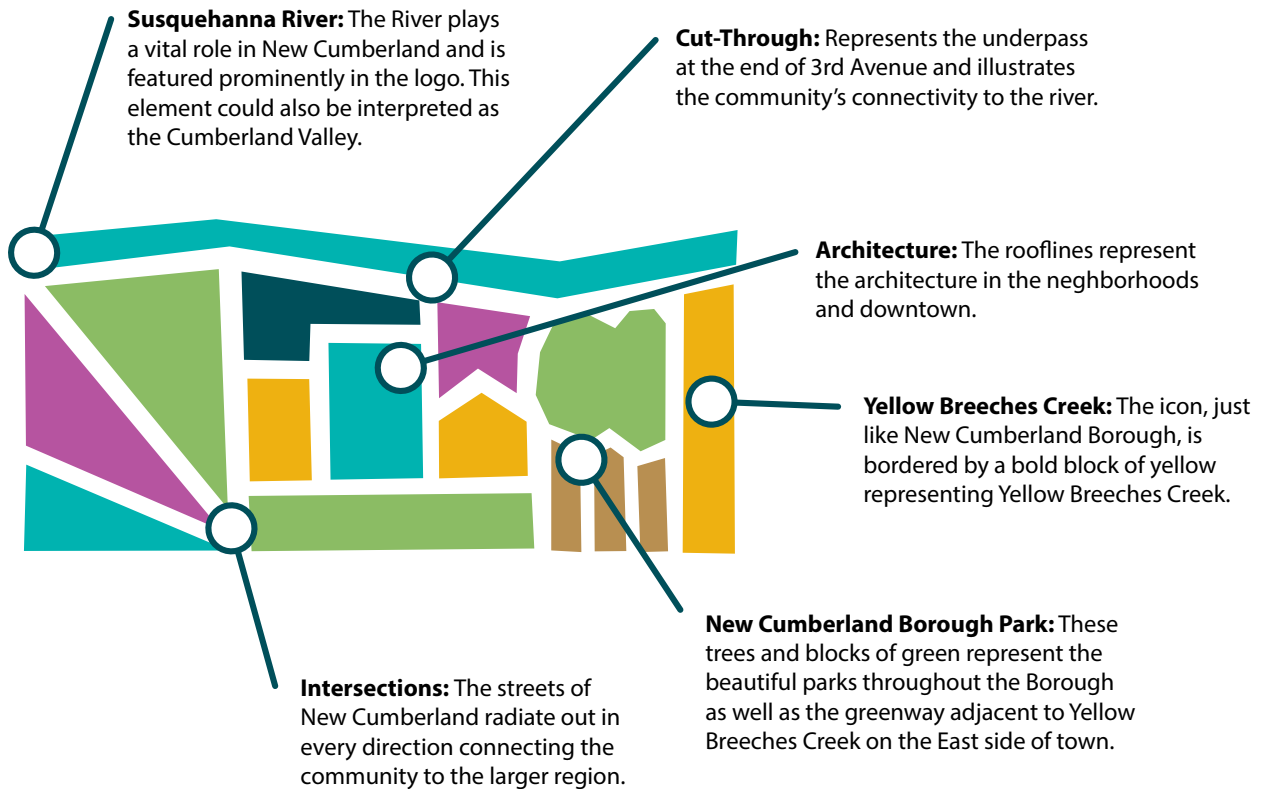 Susquehanna River: The River plays
a vital role in New Cumberland and is
featured prominently in the logo. This
element could also be interpreted as
the Cumberland Valley.
Cut-Through: Represents the underpass
at the end of 3rd Avenue and illustrates
the community’s connectivity to the river.
Architecture: The rooflines represent
the architecture in the neghborhoods
and downtown.
Yellow Breeches Creek: The icon, just
like New Cumberland Borough, is
bordered by a bold block of yellow
representing Yellow Breeches Creek.
New Cumberland Borough Park: These
trees and blocks of green represent the
beautiful parks throughout the Borough
as well as the greenway adjacent to Yellow
Breeches Creek on the East side of town.
Intersections: The streets of
New Cumberland radiate out in
every direction connecting the
community to the larger region.